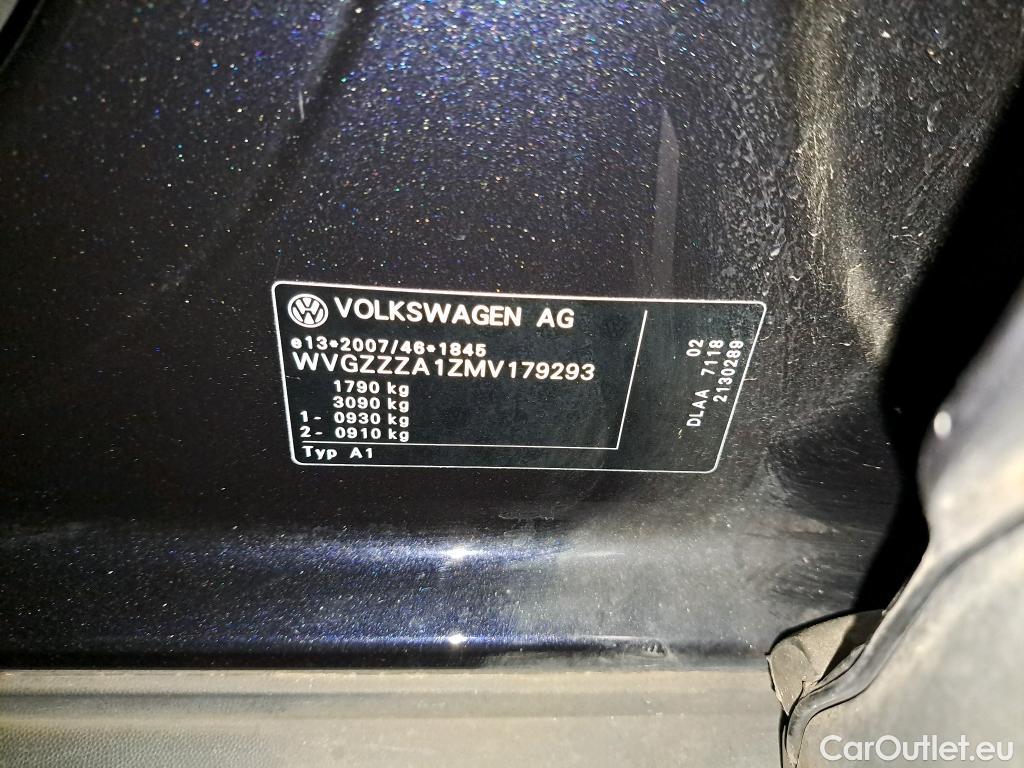 VOLKSWAGEN AG
e13*2007/46*1845
WVGZZZA1ZMV179293
1790 kg
3090 kg
1- 0930 kg
2- 0910 kg
Typ A1
02
DLAA 7118
2130289
CarOutlet.eu